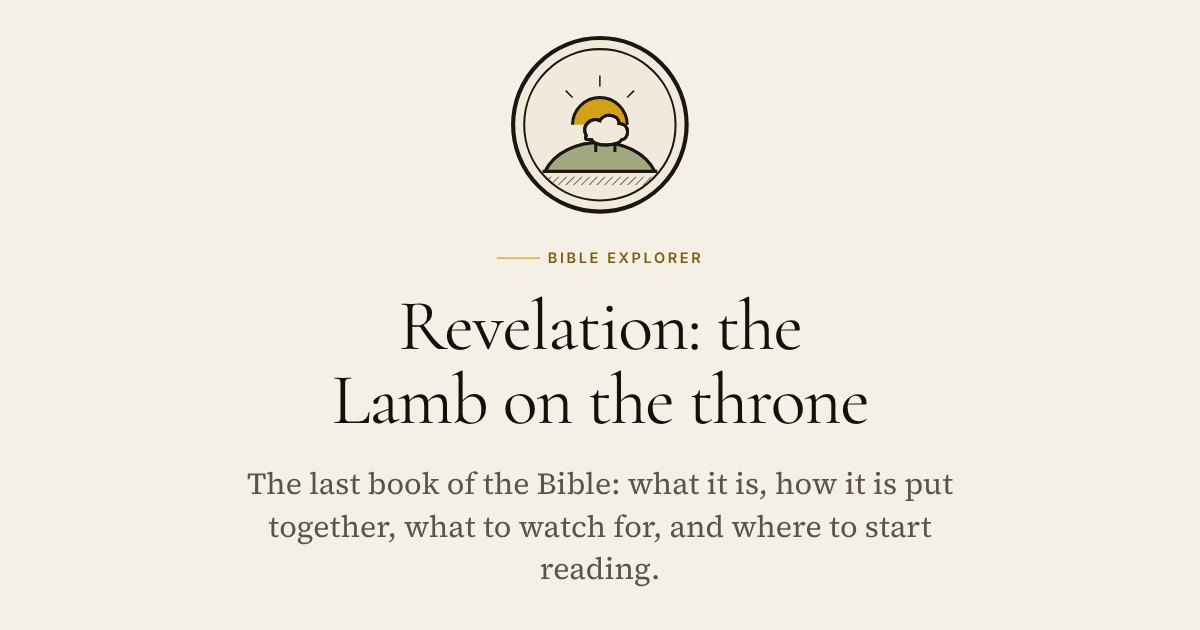 BIBLE EXPLORER
Revelation: the
Lamb on the throne
The last book of the Bible: what it is, how it is put
together, what to watch for, and where to start
reading.